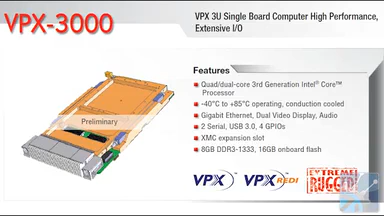 VPX-3000
VPX 3U Single Board Computer High Performance,
Extensive I/O
Features
Quad/dual-core 3rd Generation Intel® Core™
Processor
-40°C to +85°C operating, conduction cooled
Gigabit Ethernet, Dual Video Display, Audio
2 Serial, USB 3.0, 4 GPIOs
XMC expansion slot
8GB DDR3-1333, 16GB onboard flash
Preliminary
VPX™ VPX REDI™ EXTREME
RUGGED